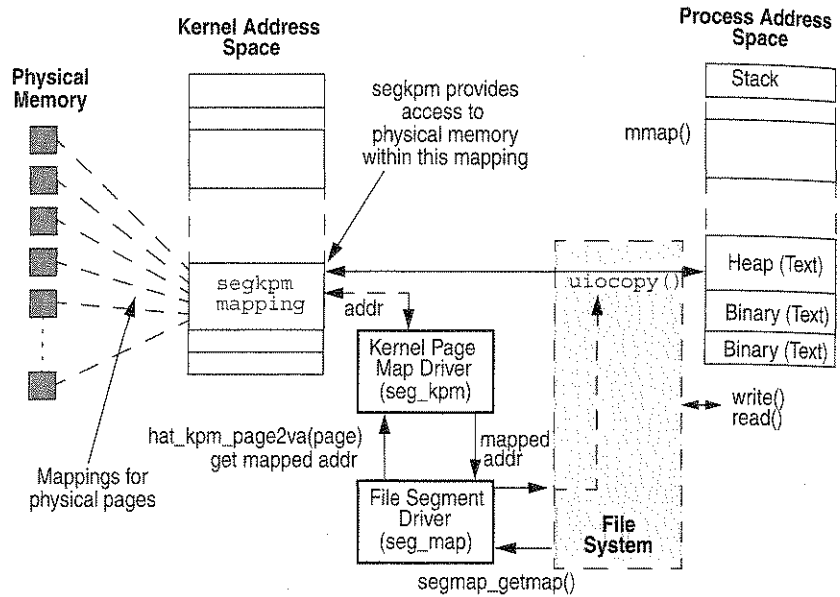 Kernel Address
Space
Process Address
Space
Physical
Memory
segkpm provides
access to
physical memory
within this mapping
Stack
mmap()
segkpm
mapping
addr
uiocopy()
Heap (Text)
Binary (Text)
Binary (Text)
Kernel Page
Map Driver
(seg_kpm)
write()
read()
hat_kpm_page2va(page)
get mapped addr
mapped
addr
Mappings for
physical pages
File Segment
Driver
(seg_map)
File
System
segmap_getmap()